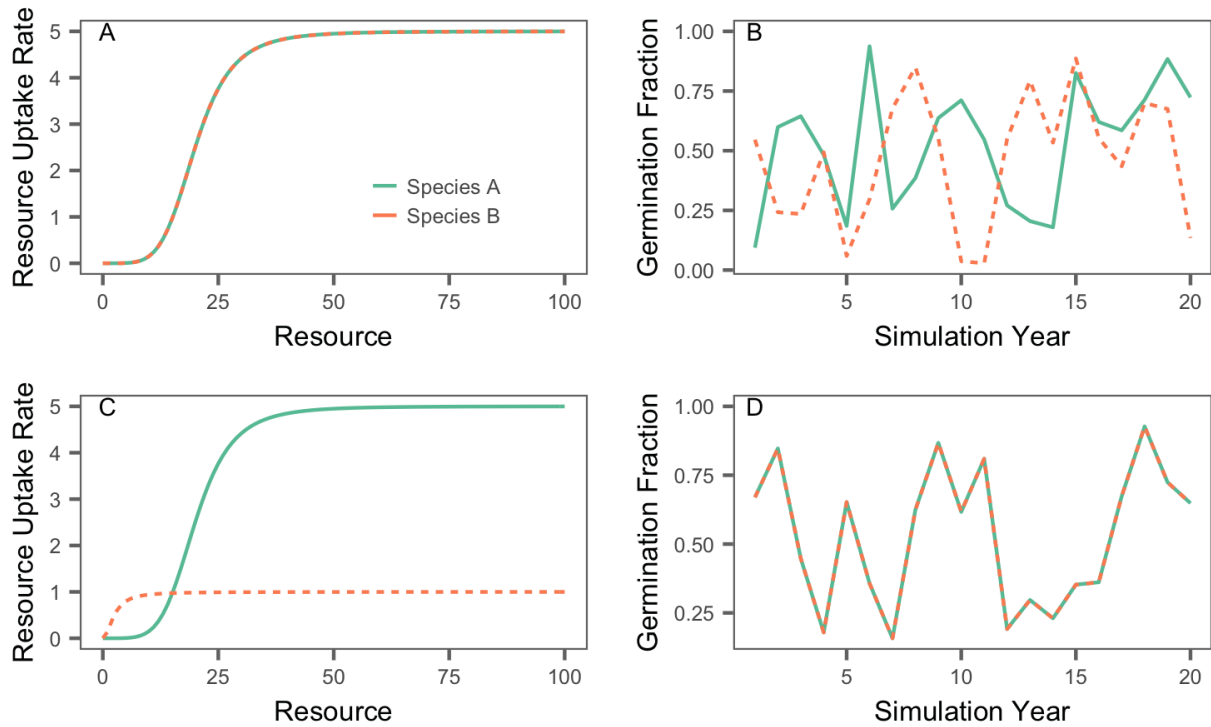 A
Resource Uptake Rate
5
4
3
2
1
0
Species A
Species B
0 25 50 75 100
Resource
B
Germination Fraction
1.00
0.75
0.50
0.25
0.00
5 10 15 20
Simulation Year
C
Resource Uptake Rate
5
4
3
2
1
0
0 25 50 75 100
Resource
D
Germination Fraction
1.00
0.75
0.50
0.25
5 10 15 20
Simulation Year